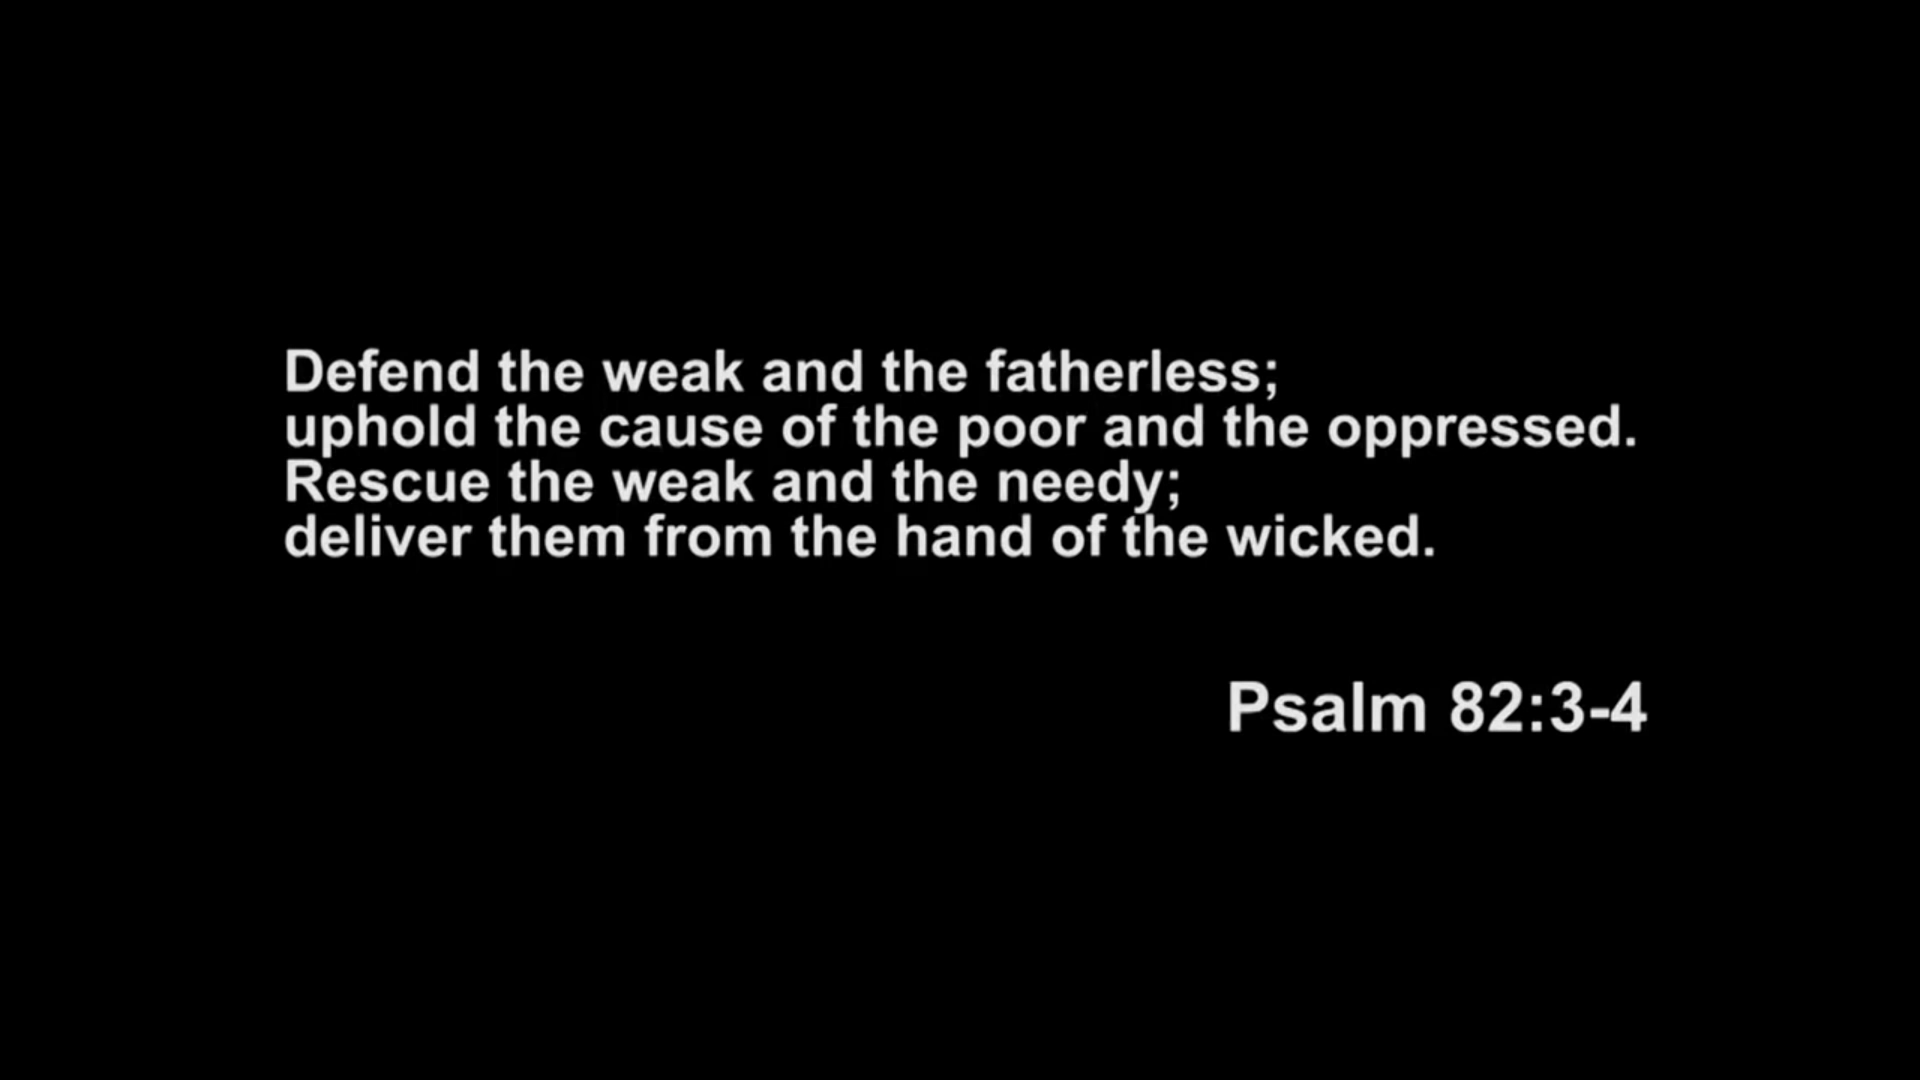 Defend the weak and the fatherless;
uphold the cause of the poor and the oppressed.
Rescue the weak and the needy;
deliver them from the hand of the wicked.
Psalm 82:3-4